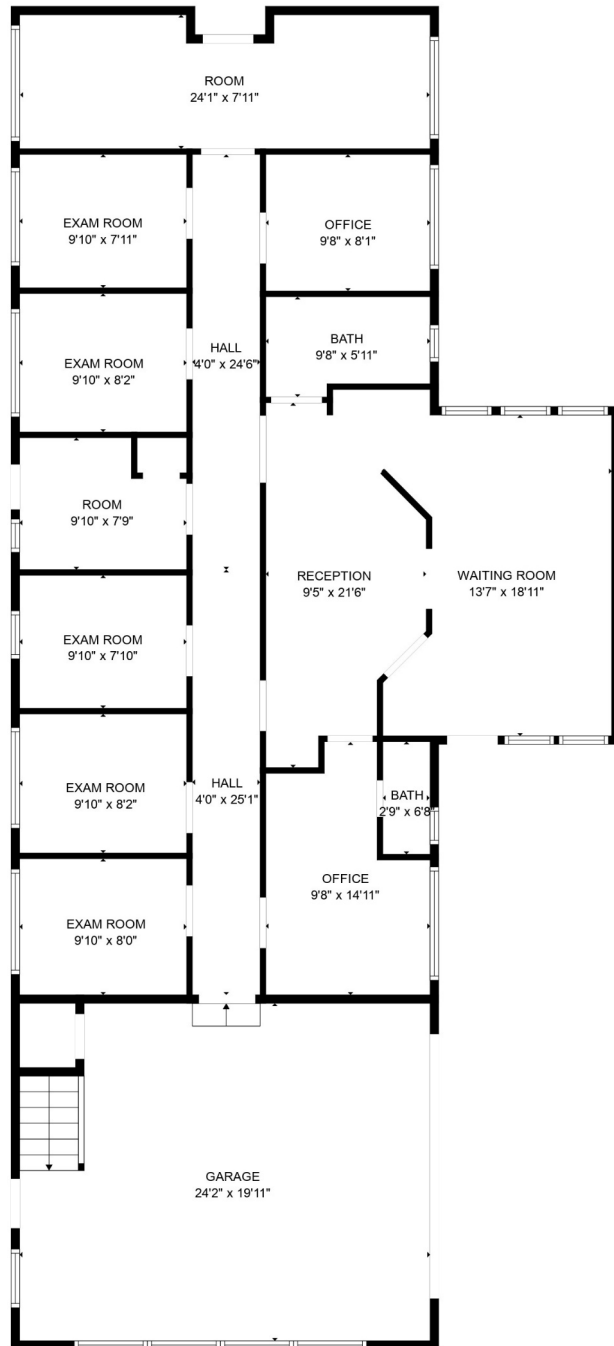 ROOM
24'1" x 7'11"
EXAM ROOM
9'10" x 7'11"
OFFICE
9'8" x 8'1"
EXAM ROOM
9'10" x 8'2"
HALL
4'0" x 24'6"
BATH
9'8" x 5'11"
ROOM
9'10" x 7'9"
RECEPTION
9'5" x 21'6"
WAITING ROOM
13'7" x 18'11"
EXAM ROOM
9'10" x 7'10"
EXAM ROOM
9'10" x 8'2"
HALL
4'0" x 25'1"
BATH
2'9" x 6'8"
OFFICE
9'8" x 14'11"
EXAM ROOM
9'10" x 8'0"
GARAGE
24'2" x 19'11"